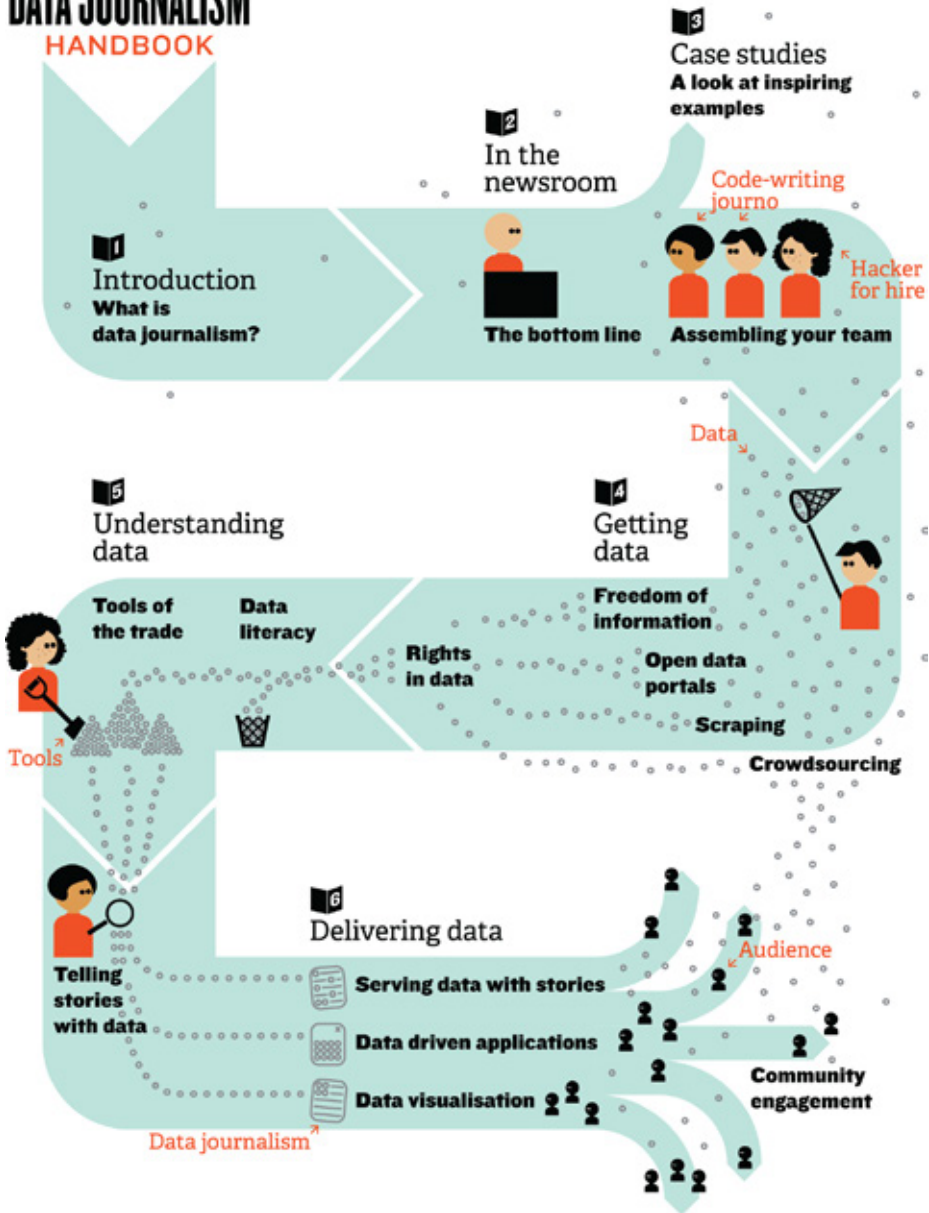 DATA JOURNALISM
HANDBOOK
1
Introduction
What is
data journalism?
2
In the
newsroom
The bottom line
3
Case studies
A look at inspiring
examples
Code-writing
journo
Hacker
for hire
Assembling your team
Data
4
Getting
data
Freedom of
information
Rights
in data
Open data
portals
Scraping
Crowdsourcing
5
Understanding
data
Tools of
the trade
Data
literacy
Tools
Telling
stories
with data
6
Delivering data
Serving data with stories
Data driven applications
Data visualisation
Data journalism
Audience
Community
engagement